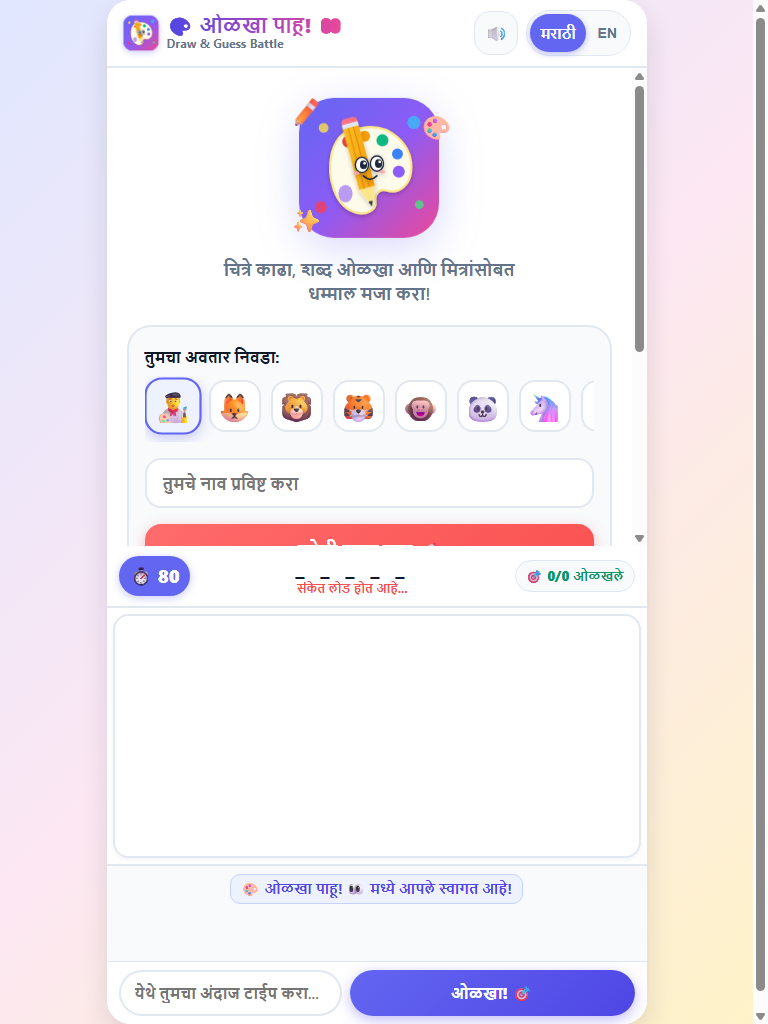 ओळखा पाहू!
Draw & Guess Battle
मराठी
EN
चित्रे काढा, शब्द ओळखा आणि मित्रांसोबत
धम्माल मजा करा!
तुमचा अवतार निवडा:
तुमचे नाव प्रविष्ट करा
80
_ _ _ _ _
संकेत लोड होत आहे...
0/0 ओळखले
ओळखा पाहू! मध्ये आपले स्वागत आहे!
येथे तुमचा अंदाज टाईप करा...
ओळखा!